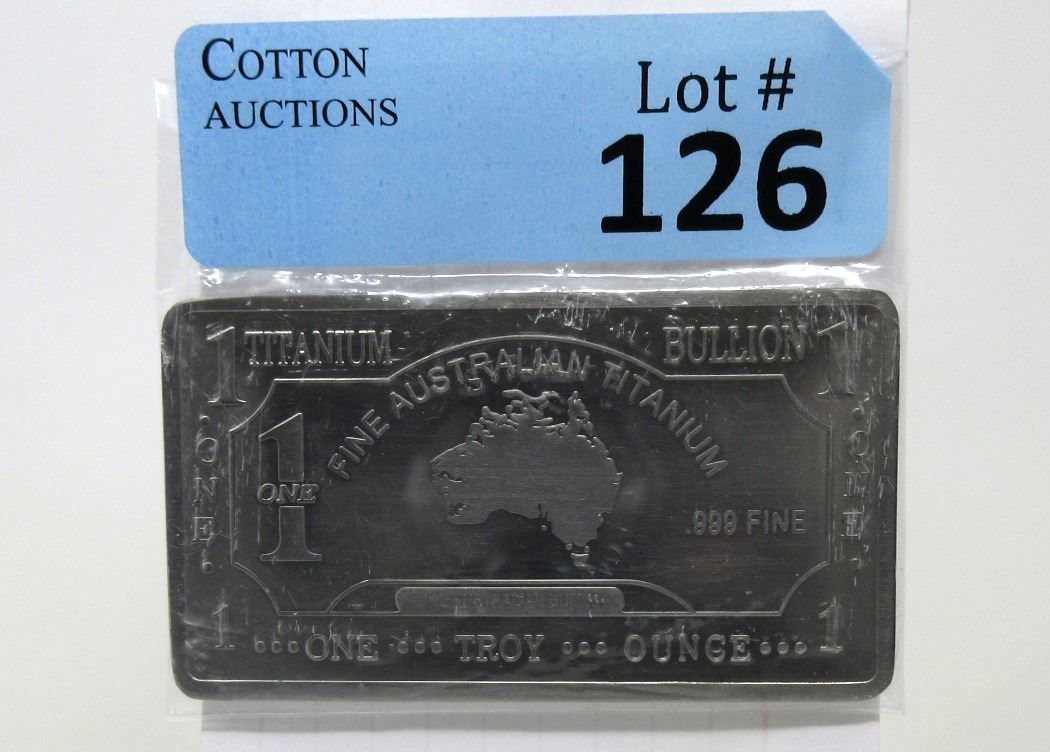 COTTON
AUCTIONS
Lot #
126
1 TITANIUM BULLION 1
FINE AUSTRALIAN TITANIUM
ONE
1
ONE
ONE
.999 FINE
1 ONE TROY OUNCE 1